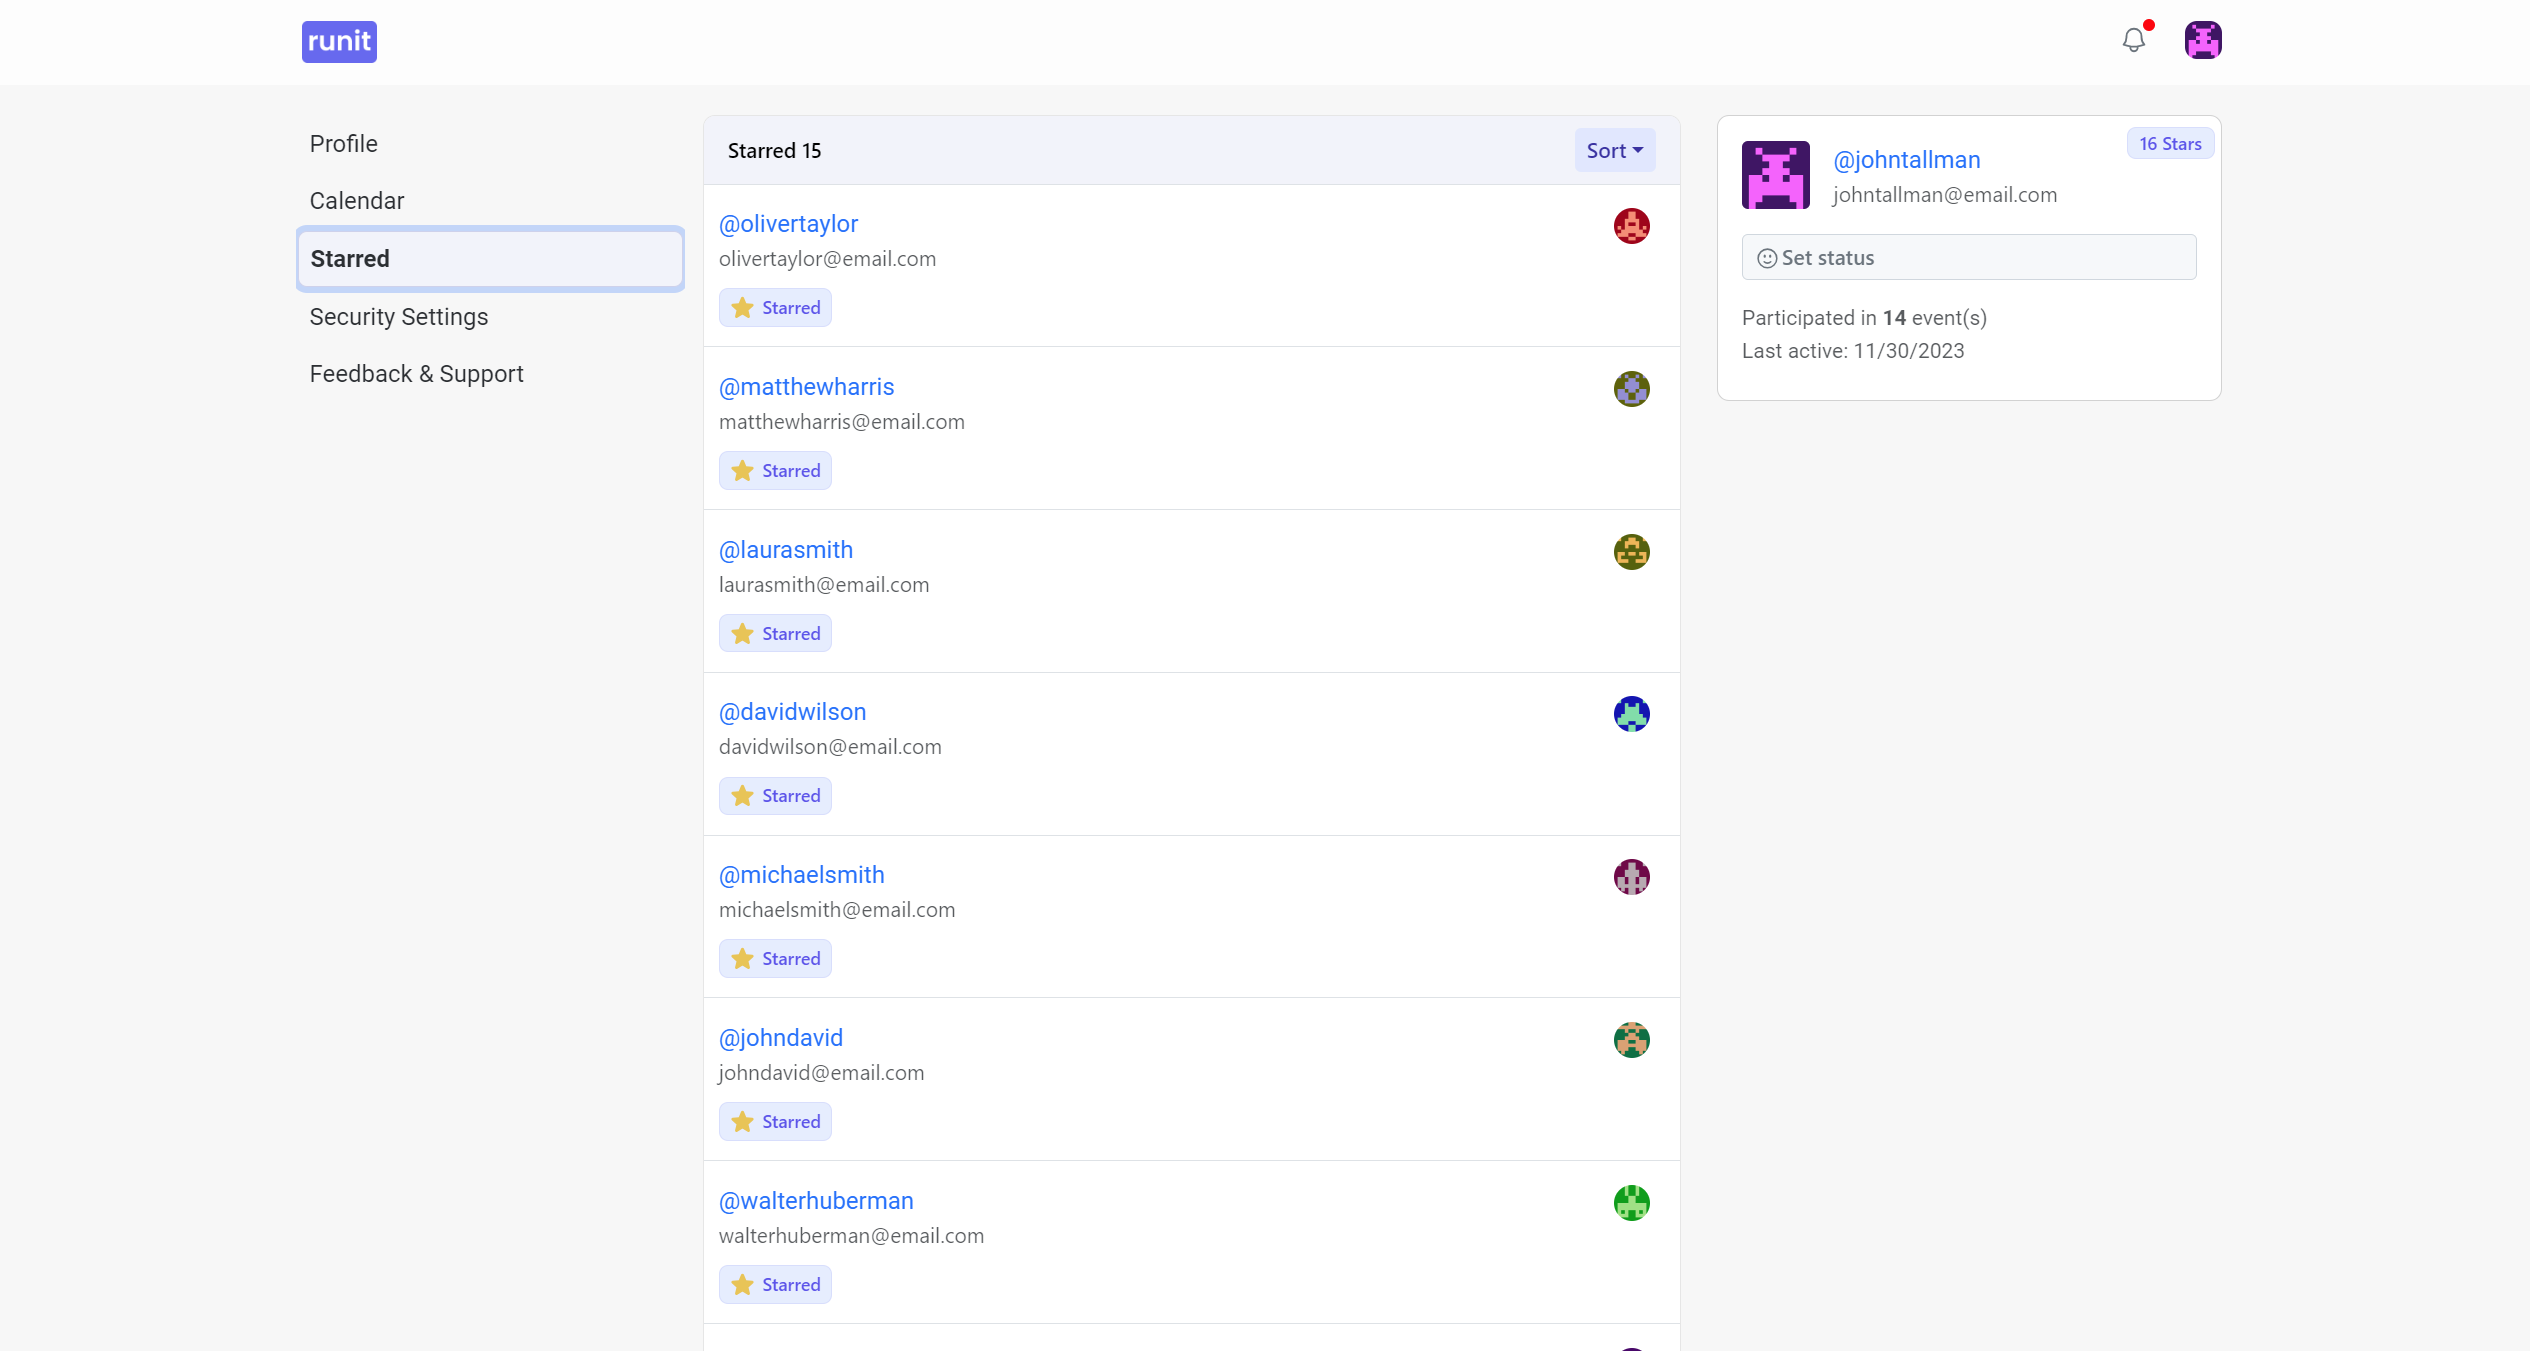 runit
Profile
Calendar
Starred
Security Settings
Feedback & Support
Starred 15
Sort
@olivertaylor
olivertaylor@email.com
Starred
@matthewharris
matthewharris@email.com
Starred
@laurasmith
laurasmith@email.com
Starred
@davidwilson
davidwilson@email.com
Starred
@michaelsmith
michaelsmith@email.com
Starred
@johndavid
johndavid@email.com
Starred
@walterhuberman
walterhuberman@email.com
Starred
16 Stars
@johntallman
johntallman@email.com
Set status
Participated in 14 event(s)
Last active: 11/30/2023